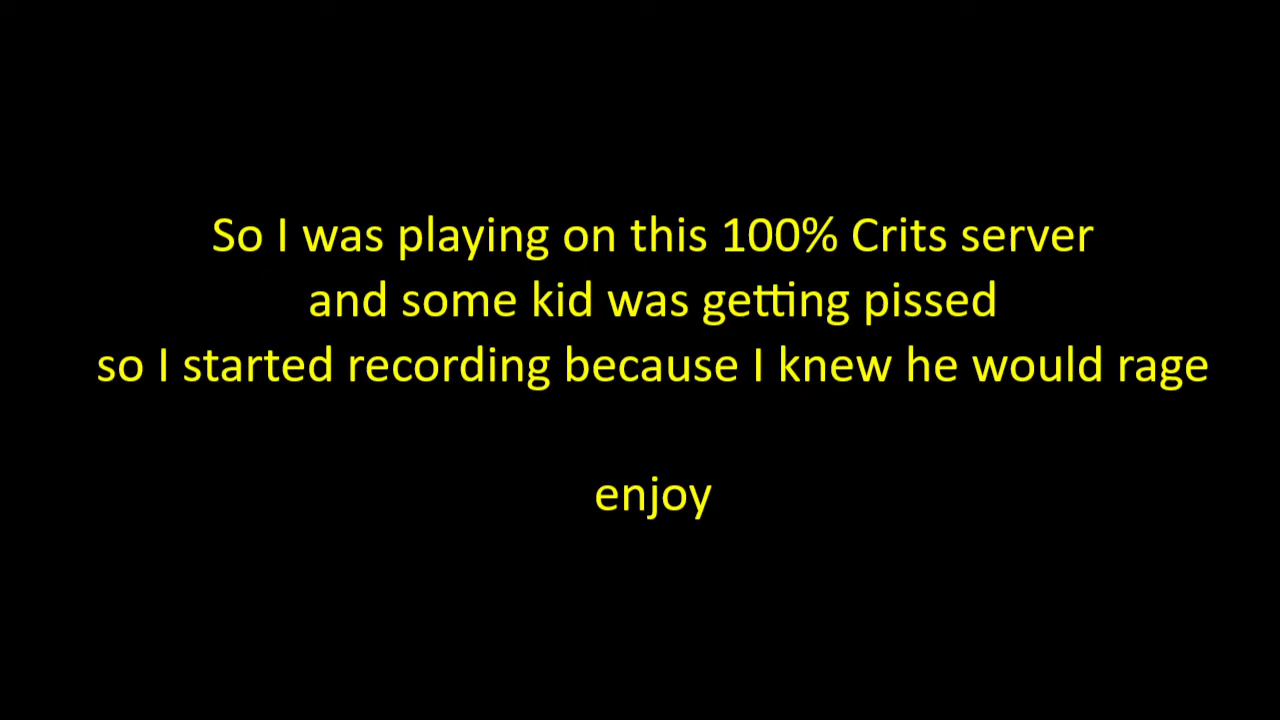 So I was playing on this 100% Crits server
and some kid was getting pissed
so I started recording because I knew he would rage
enjoy